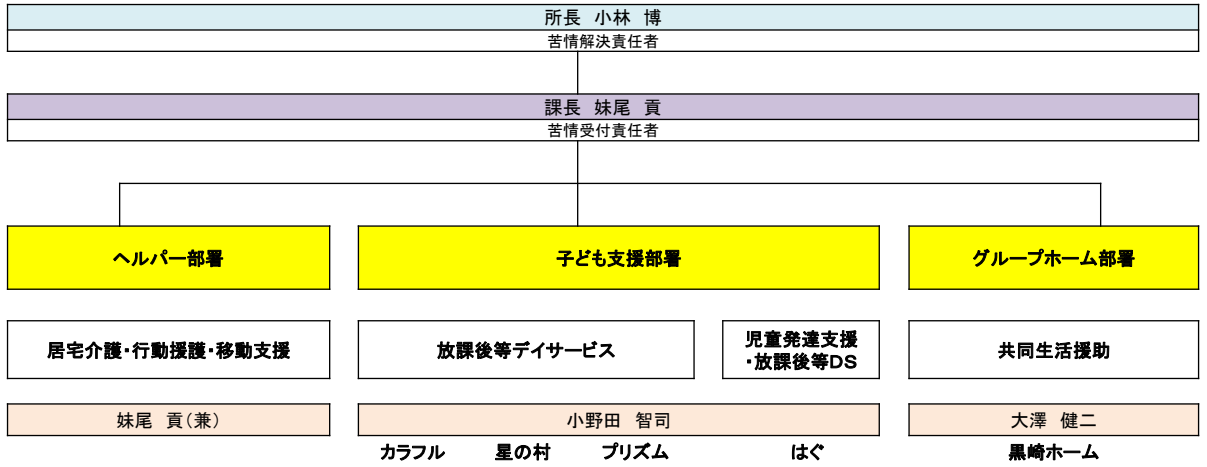 所長　小林　博
苦情解決責任者
課長　妹尾　貢
苦情受付責任者
ヘルパー部署
子ども支援部署
グループホーム部署
居宅介護・行動援護・移動支援
放課後等デイサービス
児童発達支援
・放課後等DS
共同生活援助
妹尾　貢(兼)
小野田　智司
大澤　健二
カラフル
星の村
プリズム
はぐ
黒崎ホーム